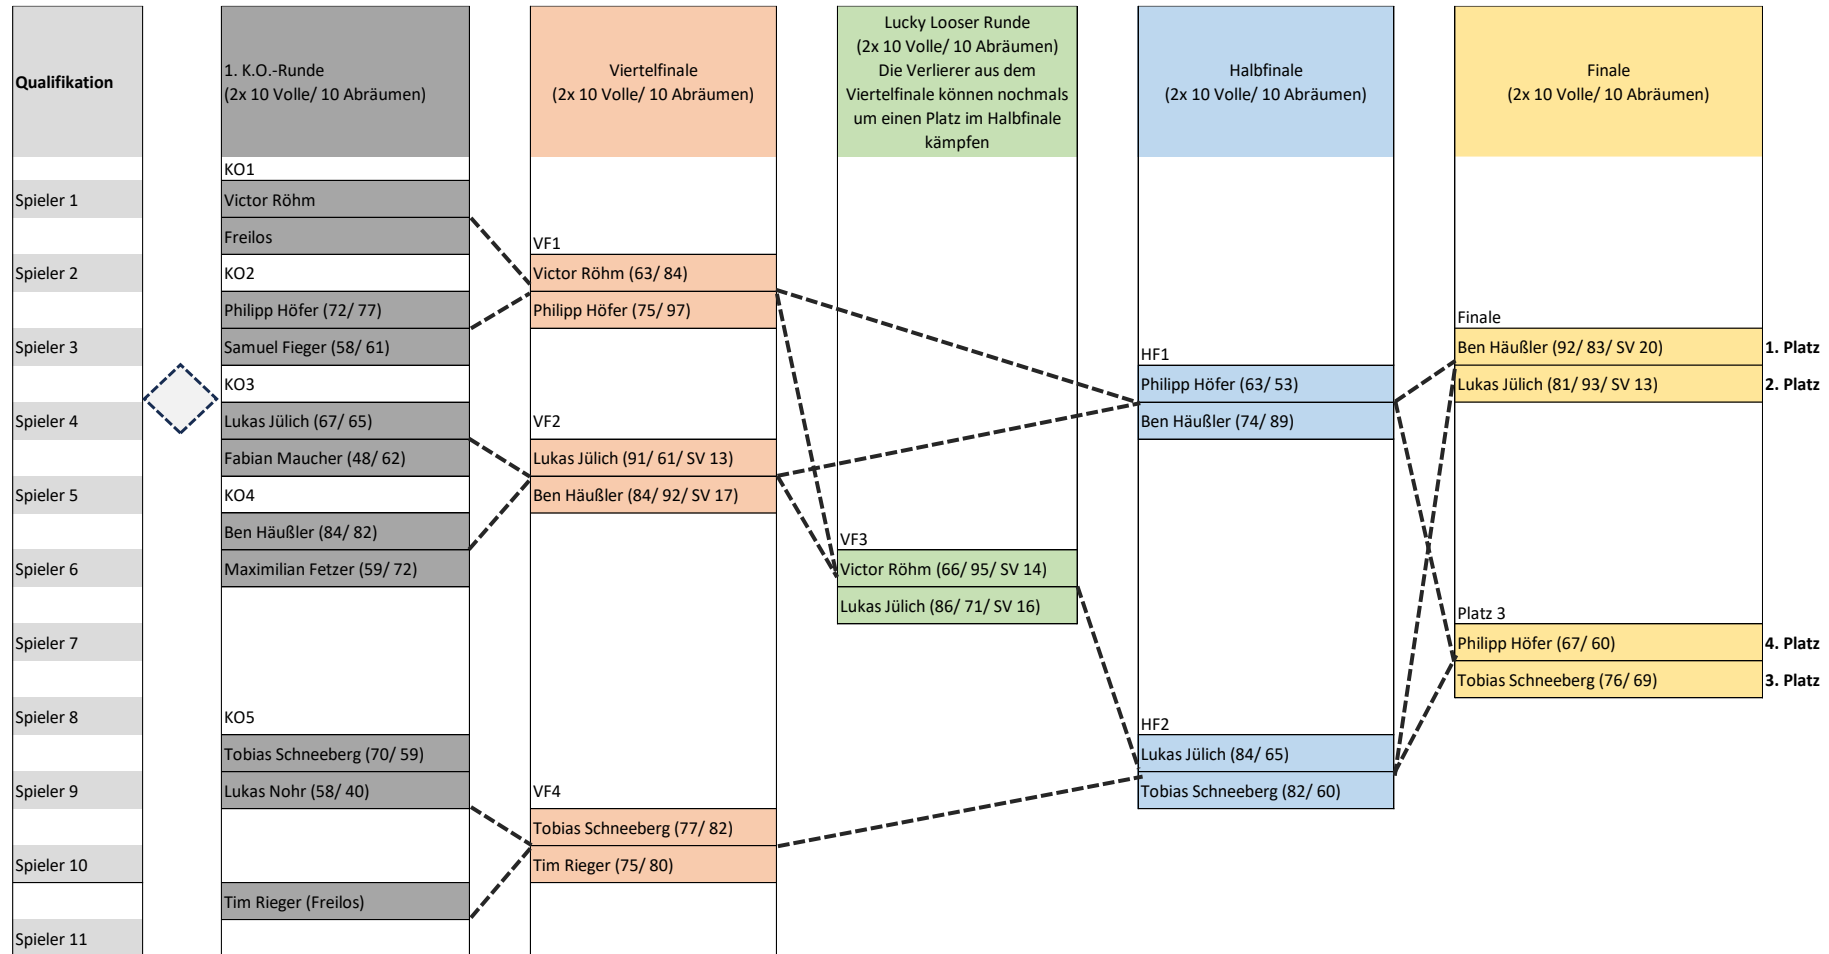 Qualifikation
1. K.O.-Runde
(2x 10 Volle/ 10 Abräumen)
Viertelfinale
(2x 10 Volle/ 10 Abräumen)
Lucky Looser Runde
(2x 10 Volle/ 10 Abräumen)
Die Verlierer aus dem
Viertelfinale können nochmals
um einen Platz im Halbfinale
kämpfen
Halbfinale
(2x 10 Volle/ 10 Abräumen)
Finale
(2x 10 Volle/ 10 Abräumen)
Spieler 1
Spieler 2
Spieler 3
Spieler 4
Spieler 5
Spieler 6
Spieler 7
Spieler 8
Spieler 9
Spieler 10
Spieler 11
KO1
Victor Röhm
Freilos
KO2
Philipp Höfer (72/ 77)
Samuel Fieger (58/ 61)
KO3
Lukas Jülich (67/ 65)
Fabian Maucher (48/ 62)
KO4
Ben Häußler (84/ 82)
Maximilian Fetzer (59/ 72)
KO5
Tobias Schneeberg (70/ 59)
Lukas Nohr (58/ 40)
Tim Rieger (Freilos)
VF1
Victor Röhm (63/ 84)
Philipp Höfer (75/ 97)
VF2
Lukas Jülich (91/ 61/ SV 13)
Ben Häußler (84/ 92/ SV 17)
VF4
Tobias Schneeberg (77/ 82)
Tim Rieger (75/ 80)
VF3
Victor Röhm (66/ 95/ SV 14)
Lukas Jülich (86/ 71/ SV 16)
HF1
Philipp Höfer (63/ 53)
Ben Häußler (74/ 89)
HF2
Lukas Jülich (84/ 65)
Tobias Schneeberg (82/ 60)
Finale
Ben Häußler (92/ 83/ SV 20)
1. Platz
Lukas Jülich (81/ 93/ SV 13)
2. Platz
Platz 3
Philipp Höfer (67/ 60)
4. Platz
Tobias Schneeberg (76/ 69)
3. Platz